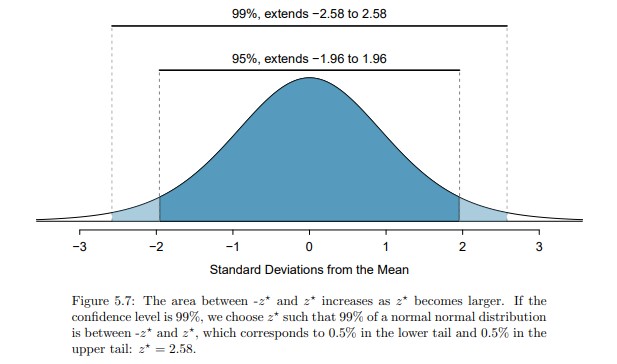 99%, extends −2.58 to 2.58
95%, extends −1.96 to 1.96
−3 −2 −1 0 1 2 3
Standard Deviations from the Mean
Figure 5.7: The area between -z⋆ and z⋆ increases as z⋆ becomes larger. If the
confidence level is 99%, we choose z⋆ such that 99% of a normal normal distribution
is between -z⋆ and z⋆, which corresponds to 0.5% in the lower tail and 0.5% in the
upper tail: z⋆ = 2.58.